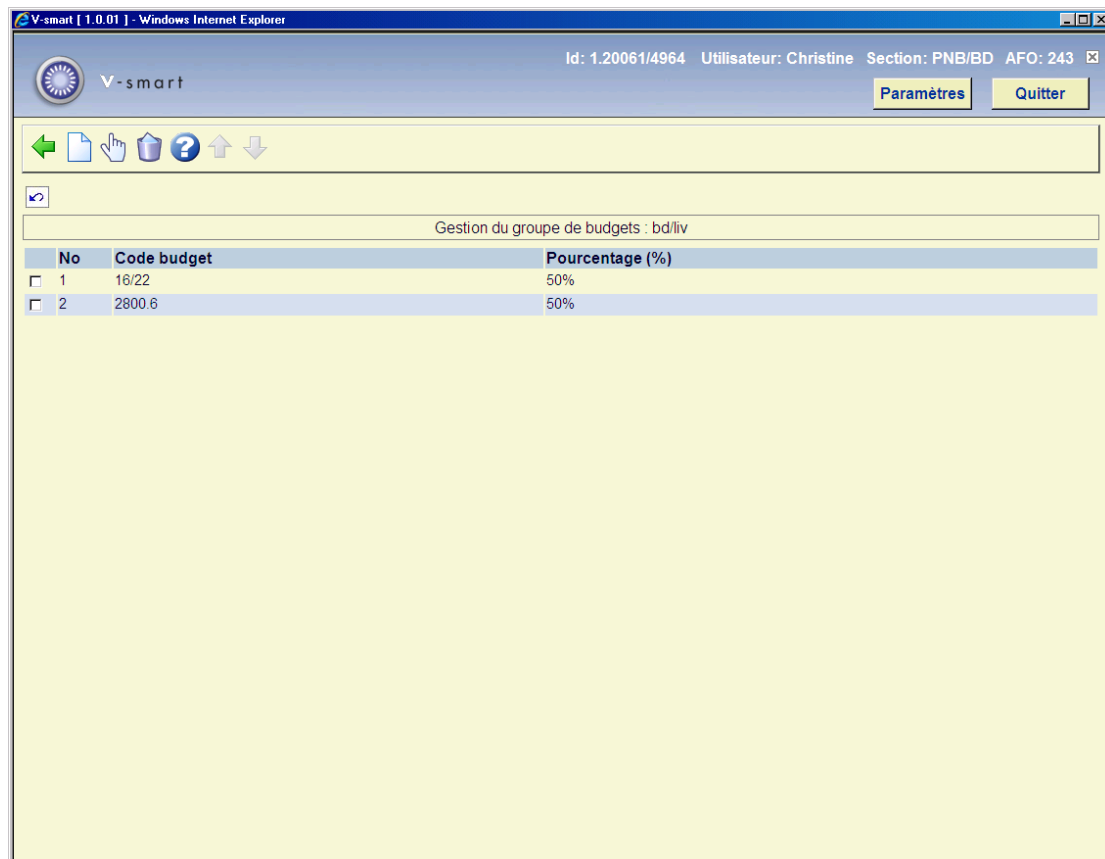 V-smart [ 1.0.01 ] - Windows Internet Explorer
Id: 1.20061/4964 Utilisateur: Christine Section: PNB/BD AFO: 243
V-smart
Paramètres Quitter
Gestion du groupe de budgets : bd/liv
No Code budget Pourcentage (%)
1 16/22 50%
2 2800.6 50%